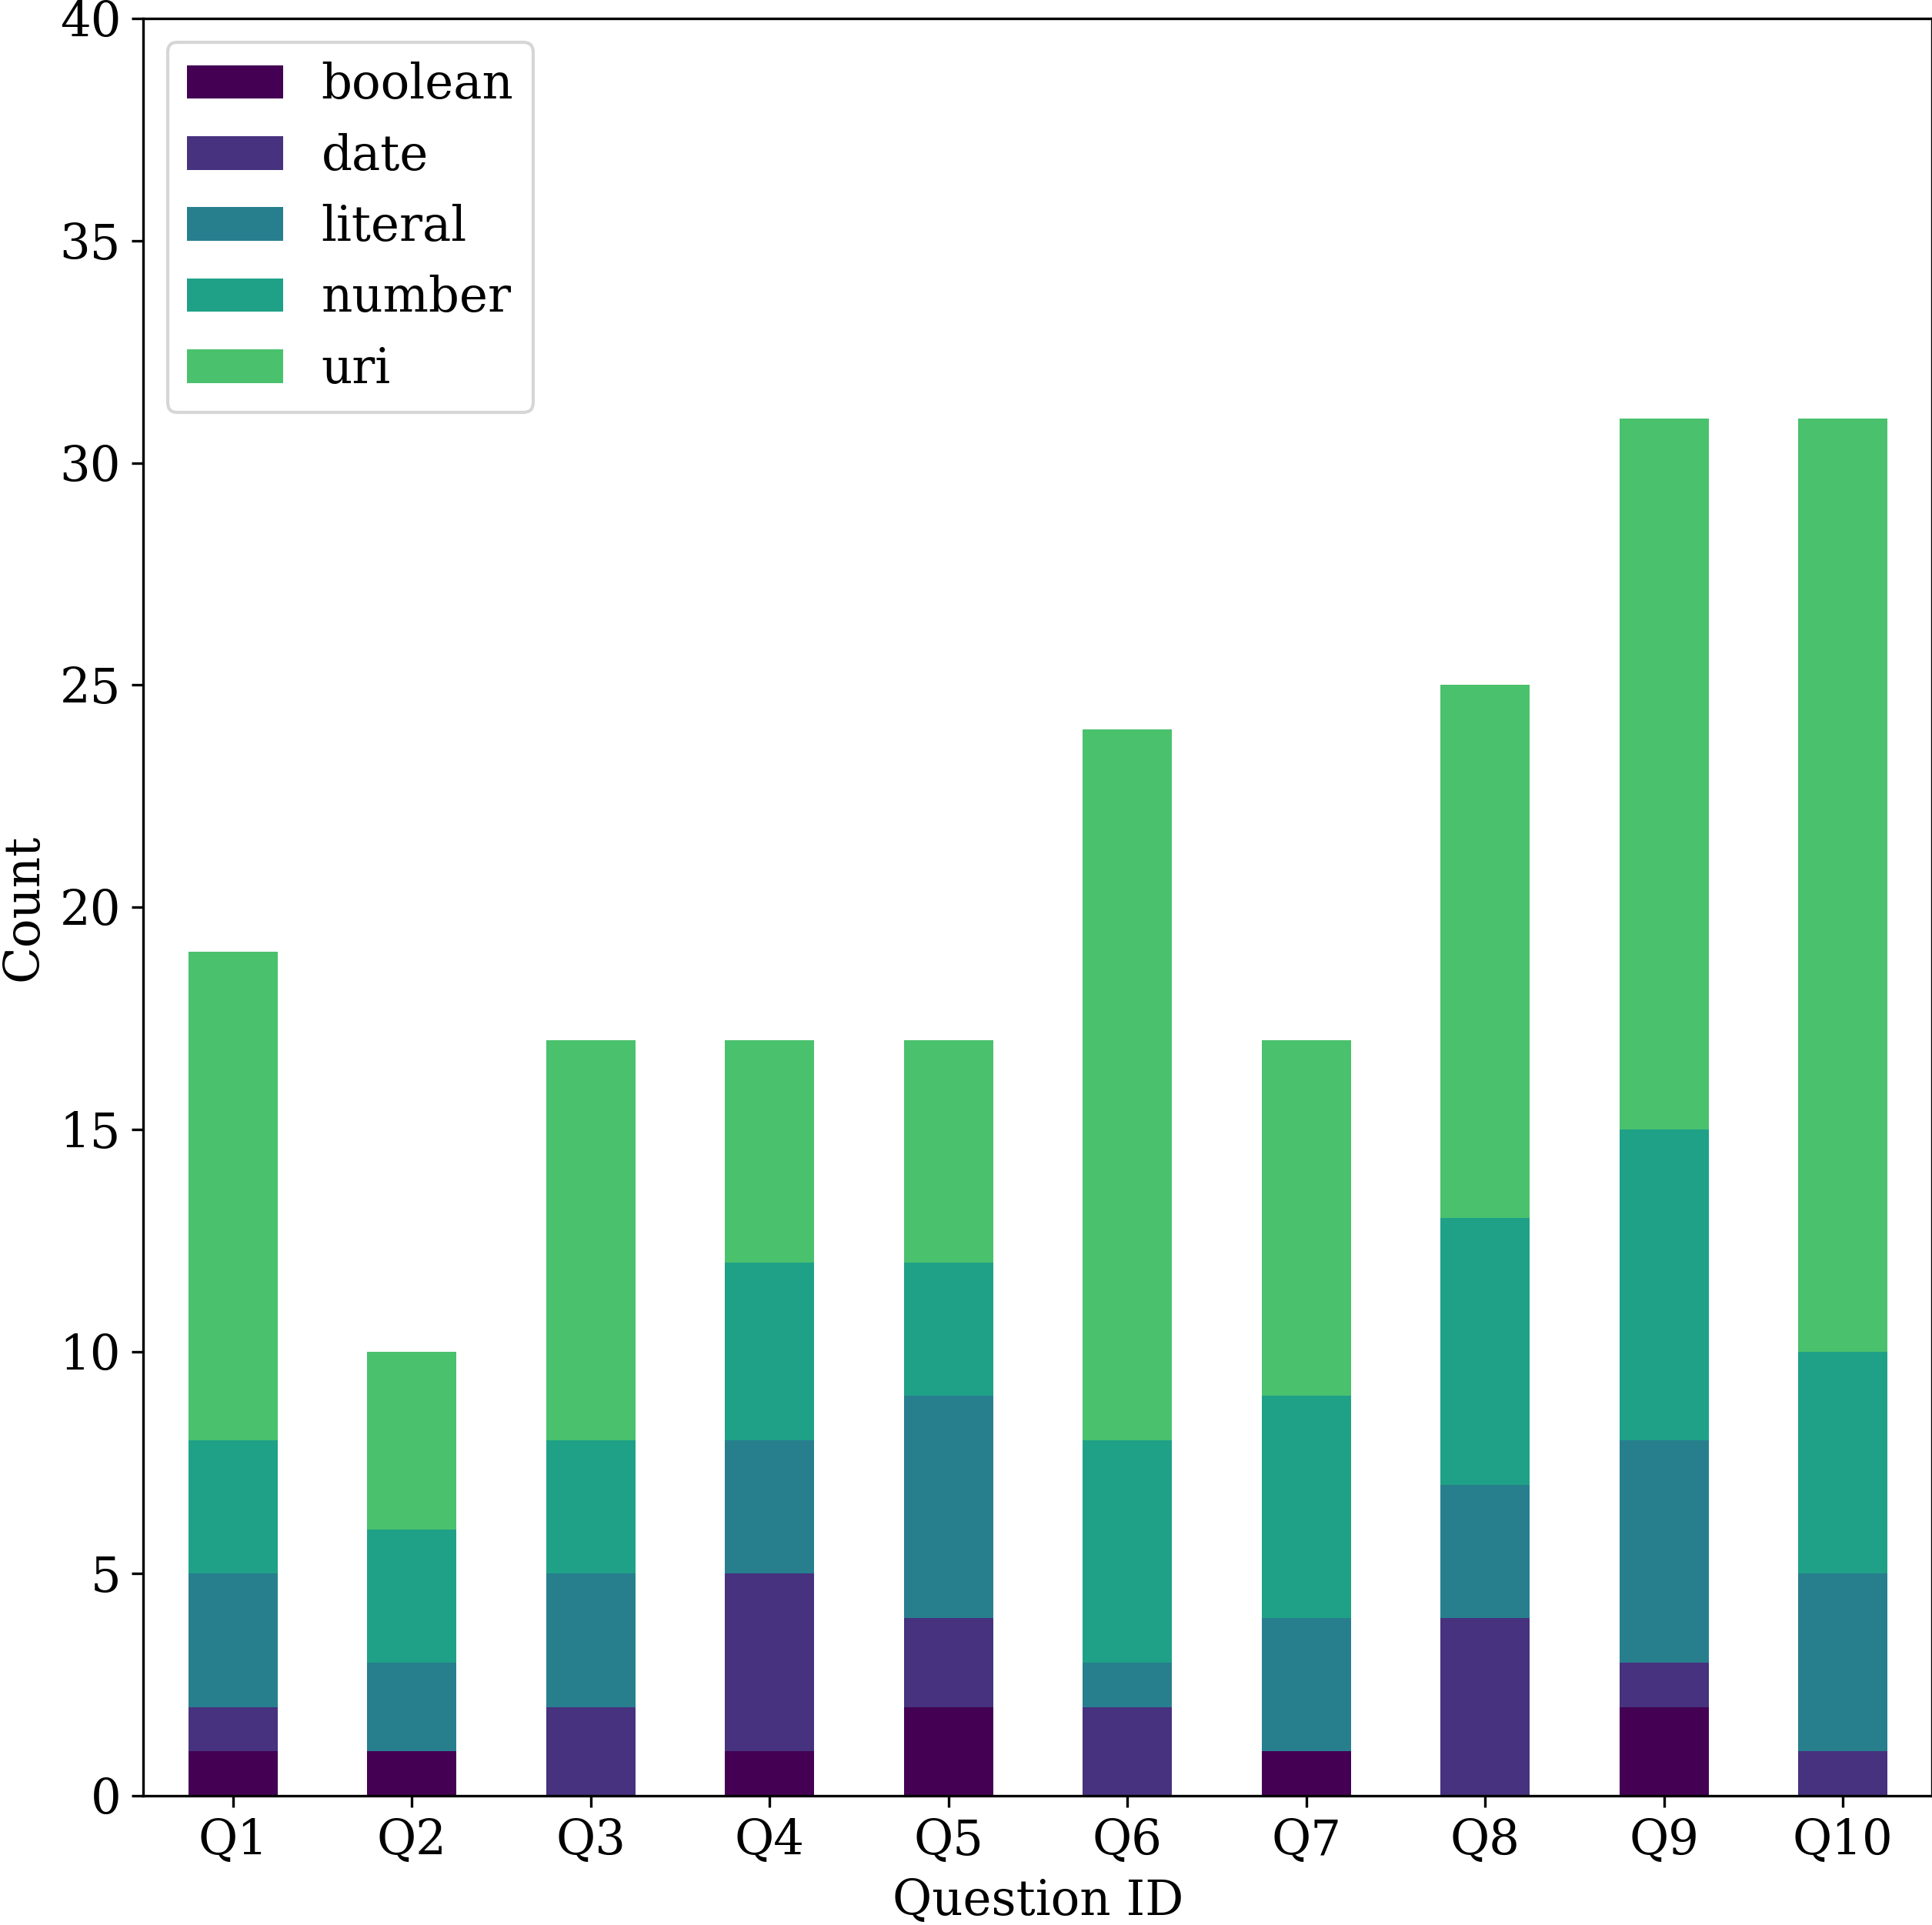 40
35
30
25
20
15
10
5
0
Count
boolean
date
literal
number
uri
Q1 Q2 Q3 Q4 Q5 Q6 Q7 Q8 Q9 Q10
Question ID